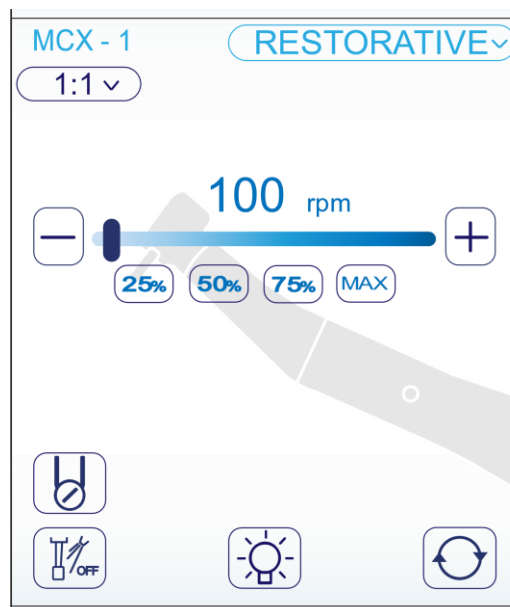 MCX - 1
RESTORATIVE
1:1
100 rpm
25% 50% 75% MAX
OFF